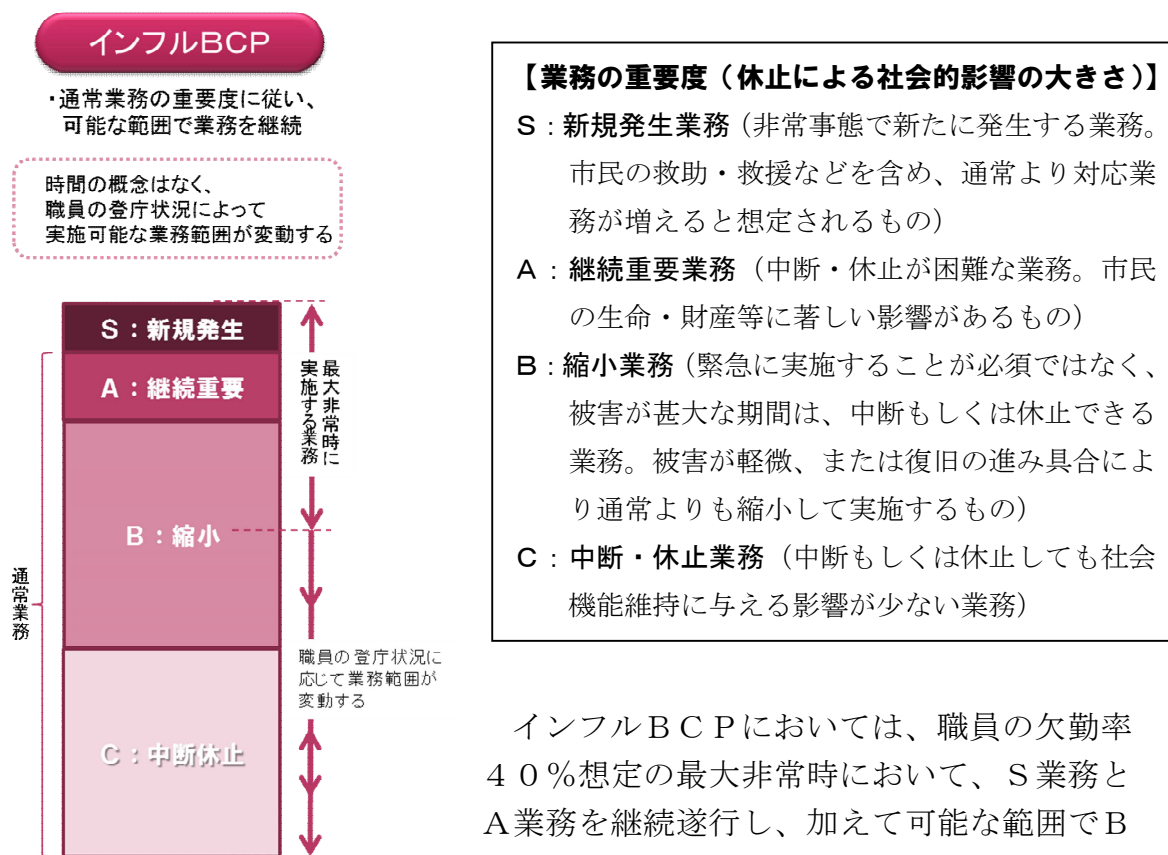 インフルBCP
・通常業務の重要度に従い、
可能な範囲で業務を継続
時間の概念はなく、
職員の登庁状況によって
実施可能な業務範囲が変動する
S：新規発生
A：継続重要
B：縮小
C：中断休止
通常業務
最大非常時に
実施する業務
職員の登庁状況に
応じて業務範囲が
変動する
【業務の重要度（休止による社会的影響の大きさ）】
S：新規発生業務（非常事態で新たに発生する業務。
市民の救助・救援などを含め、通常より対応業
務が増えると想定されるもの）
A：継続重要業務（中断・休止が困難な業務。市民
の生命・財産等に著しい影響があるもの）
B：縮小業務（緊急に実施することが必須ではなく、
被害が甚大な期間は、中断もしくは休止できる
業務。被害が軽微、または復旧の進み具合によ
り通常よりも縮小して実施するもの）
C：中断・休止業務（中断もしくは休止しても社会
機能維持に与える影響が少ない業務）
インフルＢＣＰにおいては、職員の欠勤率
４０％想定の最大非常時において、Ｓ業務と
Ａ業務を継続遂行し、加えて可能な範囲でＢ